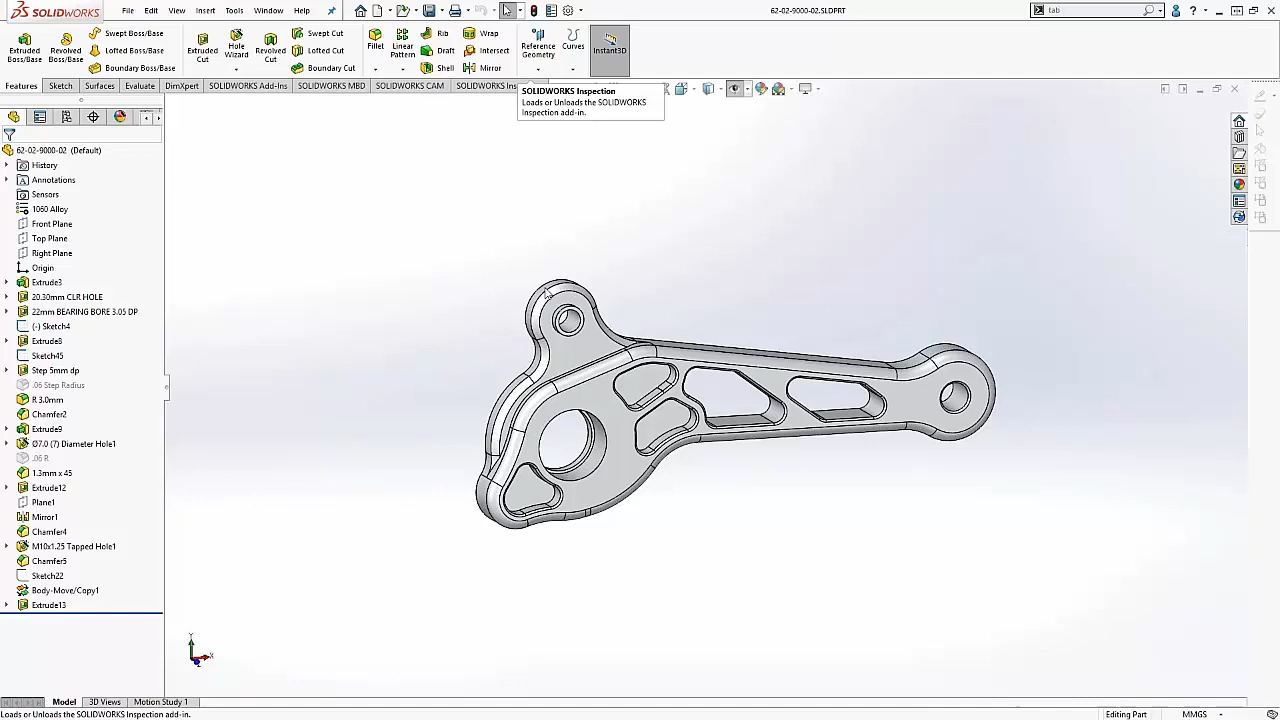 SOLIDWORKS
File
Edit
View
Insert
Tools
Window
Help
62-02-9000-02.SLDPRT
tab
Extruded Boss/Base
Revolved Boss/Base
Swept Boss/Base
Lofted Boss/Base
Boundary Boss/Base
Extruded Cut
Hole Wizard
Revolved Cut
Swept Cut
Lofted Cut
Boundary Cut
Fillet
Linear Pattern
Rib
Draft
Shell
Wrap
Intersect
Mirror
Reference Geometry
Curves
Instant3D
Features
Sketch
Surfaces
Evaluate
DimXpert
SOLIDWORKS Add-Ins
SOLIDWORKS MBD
SOLIDWORKS CAM
SOLIDWORKS Ins
SOLIDWORKS Inspection
Loads or Unloads the SOLIDWORKS
Inspection add-in.
62-02-9000-02 (Default)
History
Annotations
Sensors
1060 Alloy
Front Plane
Top Plane
Right Plane
Origin
Extrude3
20.30mm CLR HOLE
22mm BEARING BORE 3.05 DP
(-) Sketch4
Extrude8
Sketch45
Step 5mm dp
.06 Step Radius
R 3.0mm
Chamfer2
Extrude9
Ø7.0 (7) Diameter Hole1
.06 R
1.3mm x 45
Extrude12
Plane1
Mirror1
Chamfer4
M10x1.25 Tapped Hole1
Chamfer5
Sketch22
Body-Move/Copy1
Extrude13
Y
X
Z
Model
3D Views
Motion Study 1
Loads or Unloads the SOLIDWORKS Inspection add-in.
Editing Part
MMGS